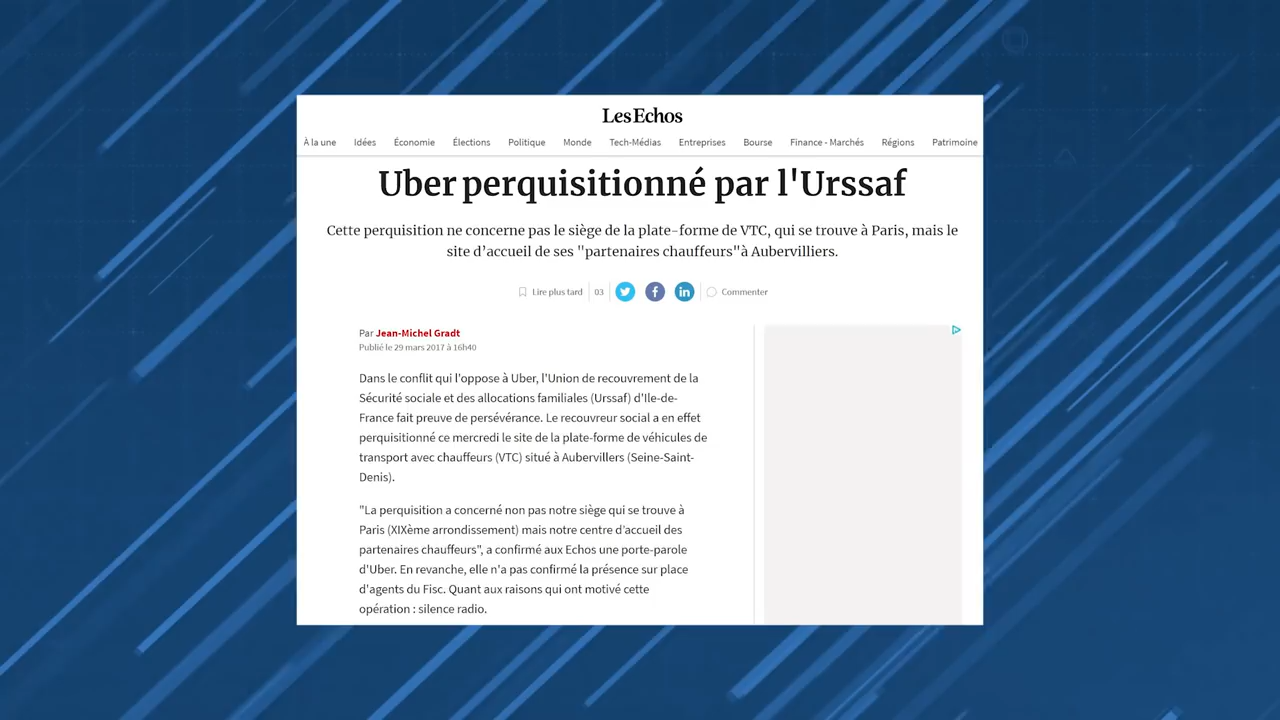 LesEchos
À la une Idées Économie Élections Politique Monde Tech-Médias Entreprises Bourse Finance - Marchés Régions Patrimoine
Uber perquisitionné par l'Urssaf
Cette perquisition ne concerne pas le siège de la plate-forme de VTC, qui se trouve à Paris, mais le
site d'accueil de ses "partenaires chauffeurs"à Aubervilliers.
Lire plus tard 03 Commenter
Par Jean-Michel Gradt
Publié le 29 mars 2017 à 16h40
Dans le conflit qui l'oppose à Uber, l'Union de recouvrement de la
Sécurité sociale et des allocations familiales (Urssaf) d'Ile-de-
France fait preuve de persévérance. Le recouvreur social a en effet
perquisitionné ce mercredi le site de la plate-forme de véhicules de
transport avec chauffeurs (VTC) situé à Aubervillers (Seine-Saint-
Denis).
"La perquisition a concerné non pas notre siège qui se trouve à
Paris (XIXème arrondissement) mais notre centre d'accueil des
partenaires chauffeurs", a confirmé aux Echos une porte-parole
d'Uber. En revanche, elle n'a pas confirmé la présence sur place
d'agents du Fisc. Quant aux raisons qui ont motivé cette
opération : silence radio.